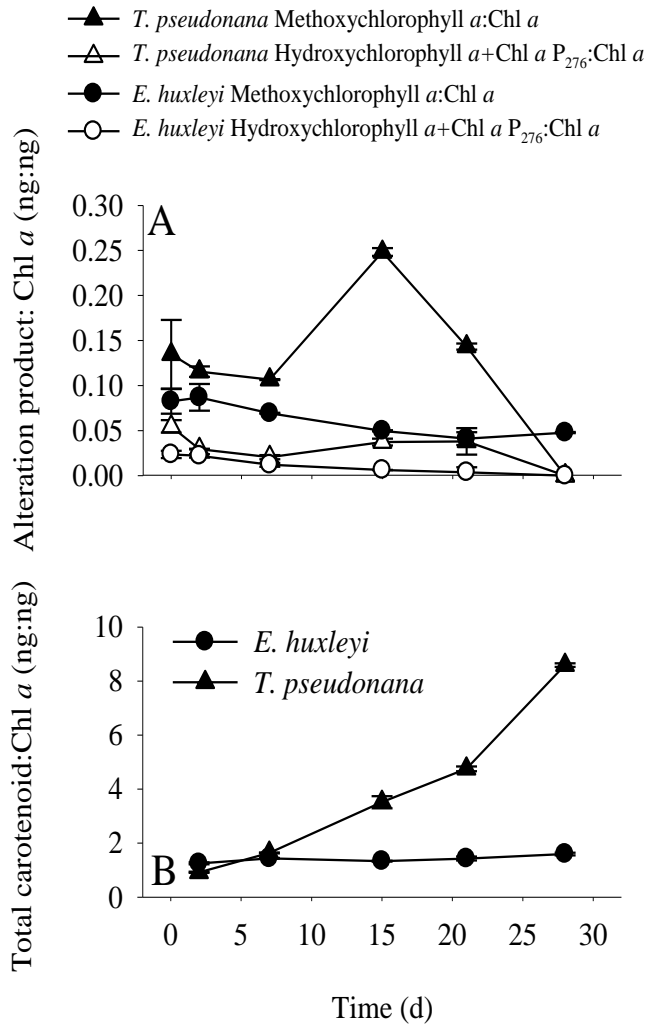 T. pseudonana Methoxychlorophyll a:Chl a
T. pseudonana Hydroxychlorophyll a+Chl a P276:Chl a
E. huxleyi Methoxychlorophyll a:Chl a
E. huxleyi Hydroxychlorophyll a+Chl a P276:Chl a
Alteration product: Chl a (ng:ng)
A
0.30
0.25
0.20
0.15
0.10
0.05
0.00
Total carotenoid:Chl a (ng:ng)
10
8
6
4
2
0
E. huxleyi
T. pseudonana
B
0 5 10 15 20 25 30
Time (d)